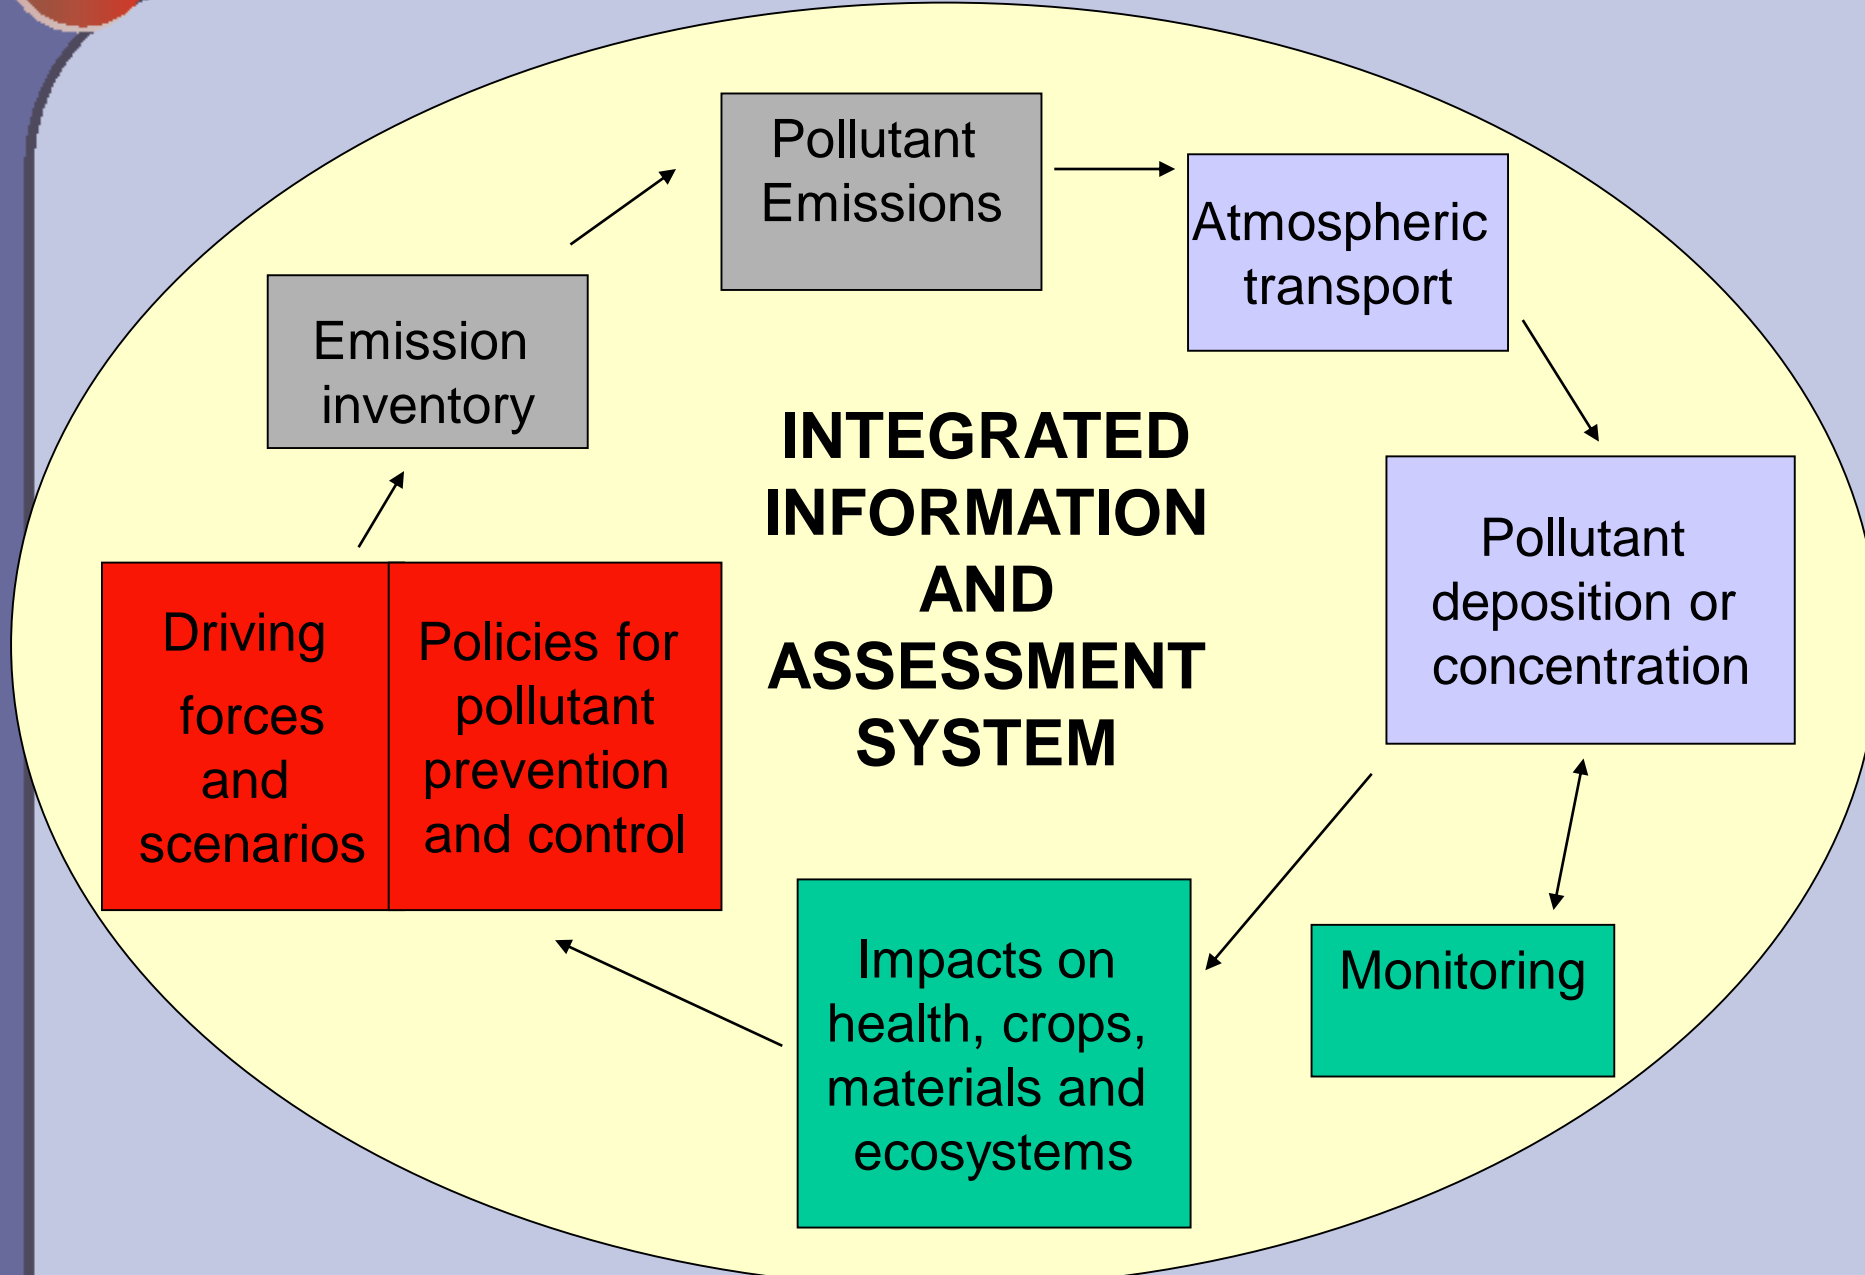 Pollutant
Emissions
Atmospheric
transport
Emission
inventory
INTEGRATED
INFORMATION
AND
ASSESSMENT
SYSTEM
Pollutant
deposition or
concentration
Driving
forces
and
scenarios
Policies for
pollutant
prevention
and control
Impacts on
health, crops,
materials and
ecosystems
Monitoring